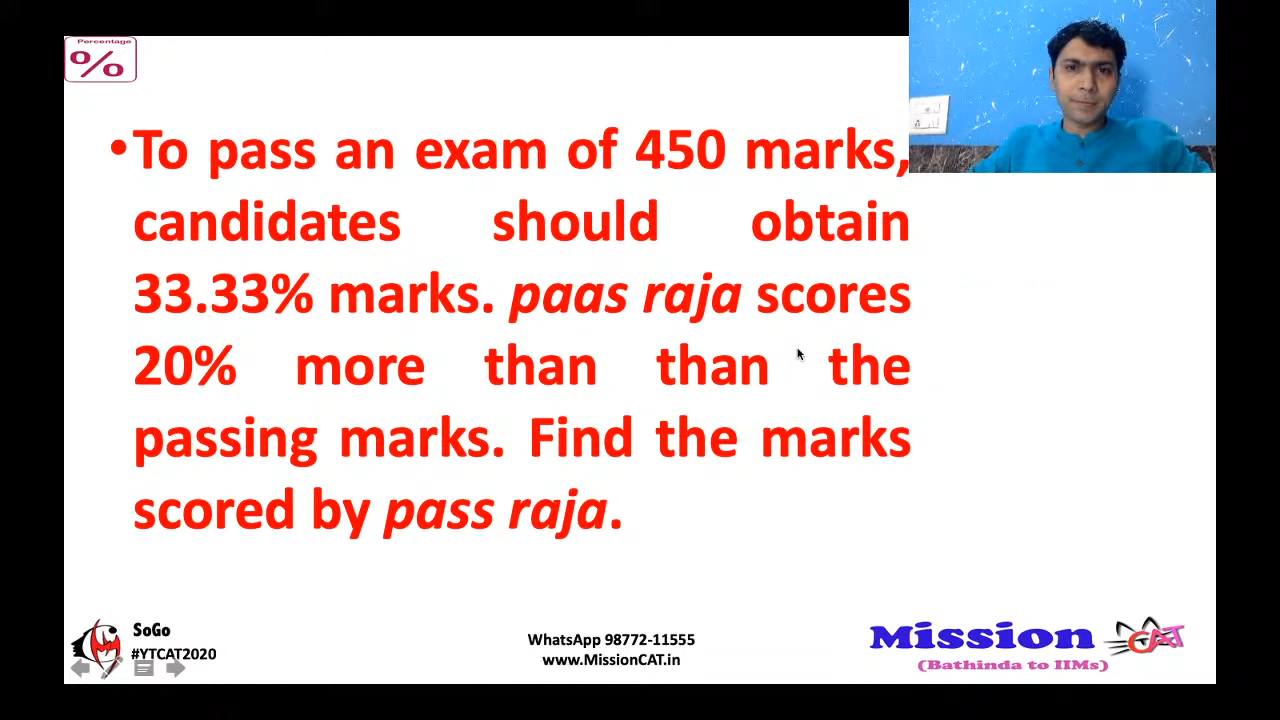 Percentage
%
•To pass an exam of 450 marks,
candidates should obtain
33.33% marks. paas raja scores
20% more than than the
passing marks. Find the marks
scored by pass raja.
SoGo
#YTCAT2020
WhatsApp 98772-11555
www.MissionCAT.in
Mission CAT
(Bathinda to IIMs)